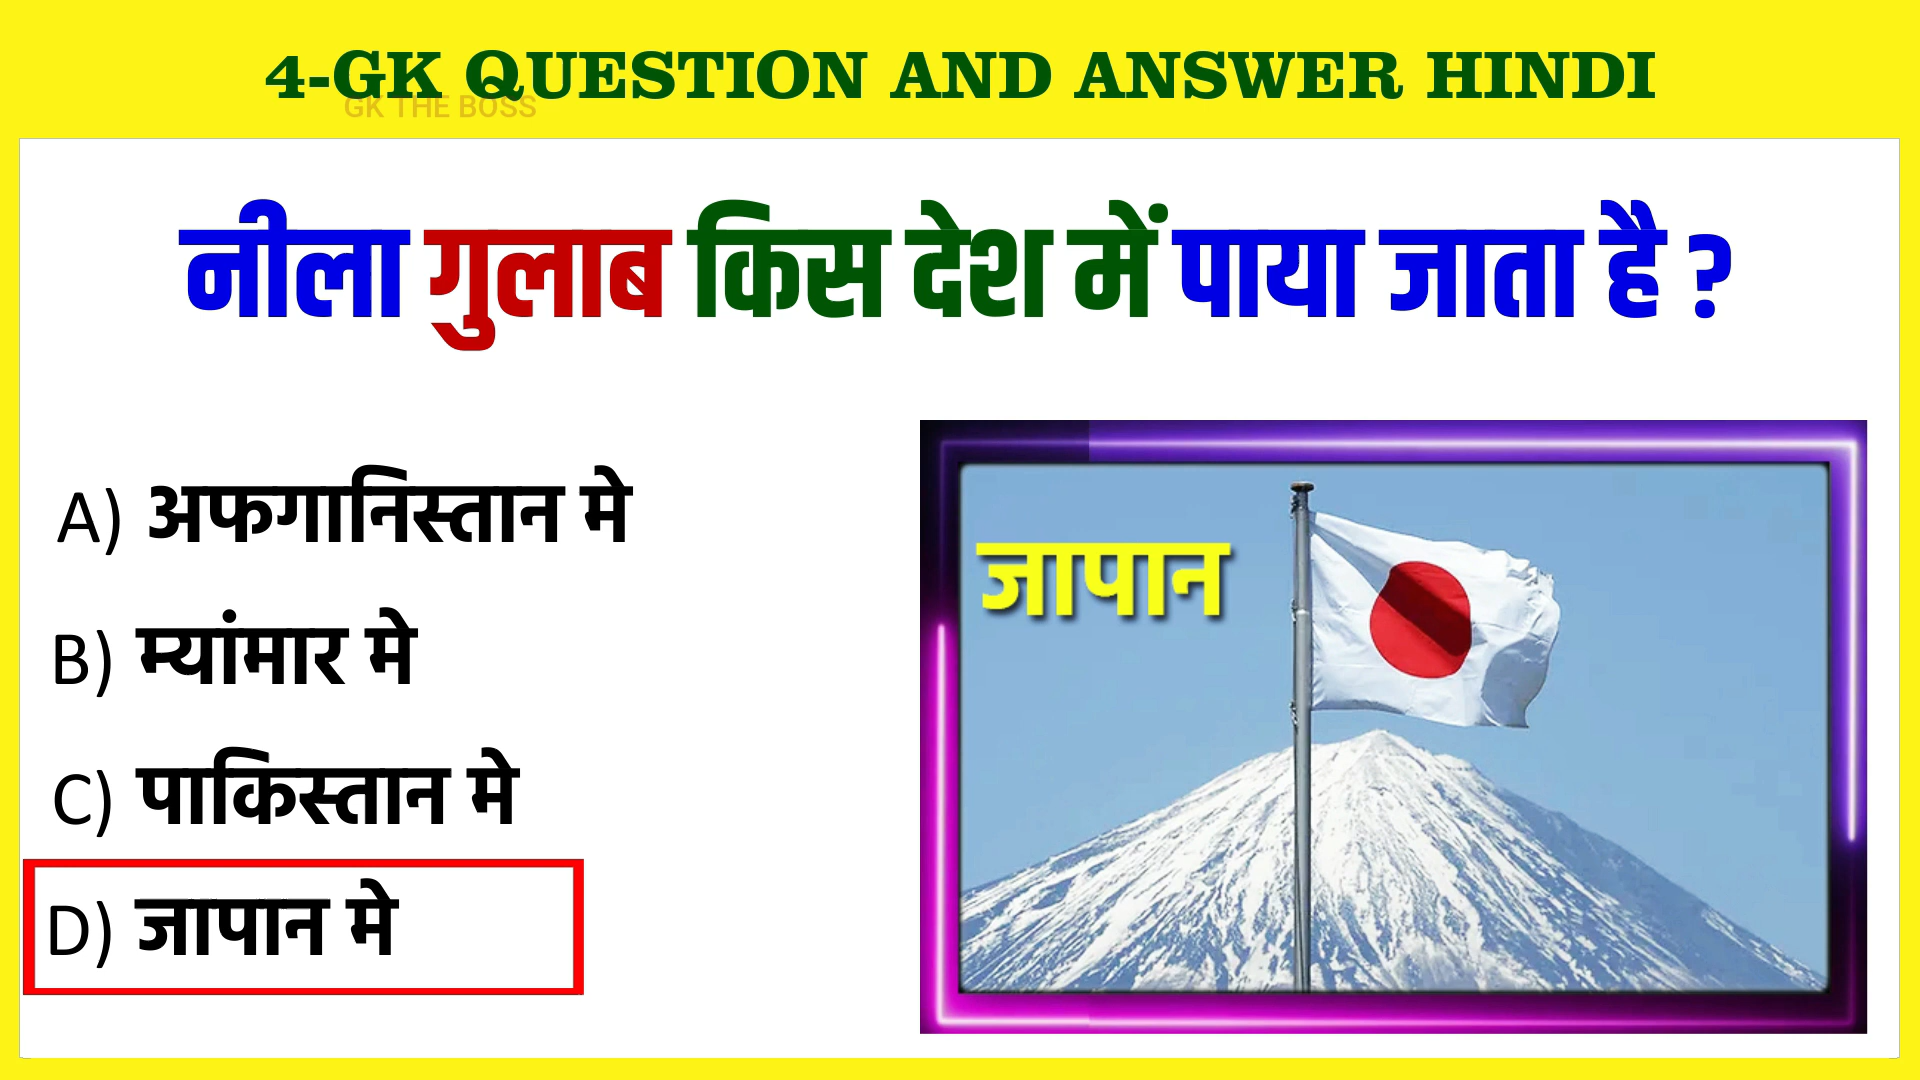 4-GK QUESTION AND ANSWER HINDI
GK THE BOSS
नीला गुलाब किस देश में पाया जाता है ?
A) अफगानिस्तान मे
B) म्यांमार मे
C) पाकिस्तान मे
D) जापान मे
जापान